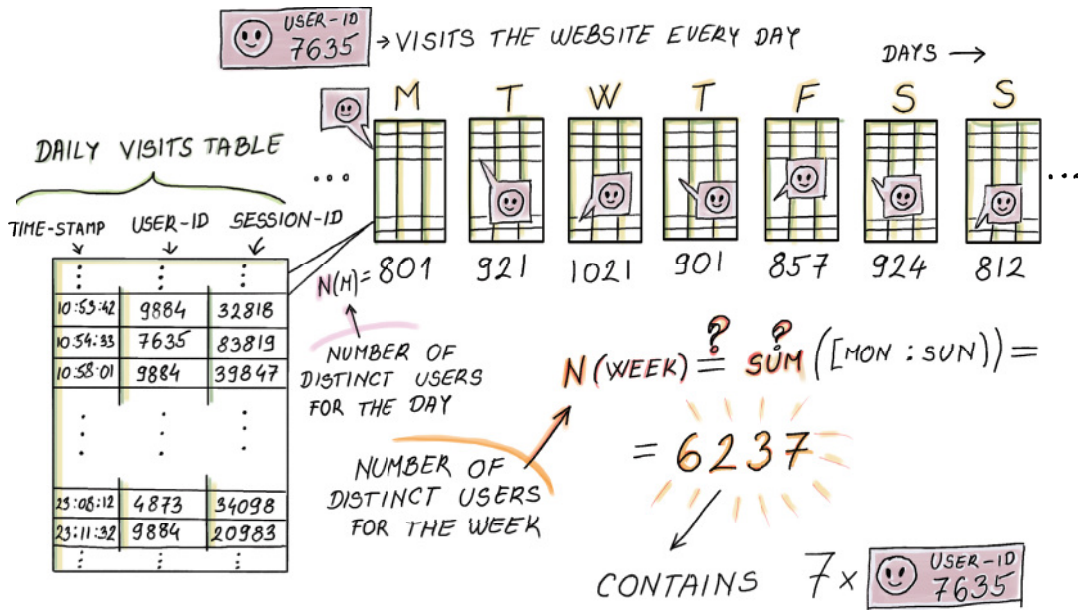 USER-ID
7635
→ VISITS THE WEBSITE EVERY DAY
DAYS →
M T W T F S S
DAILY VISITS TABLE
...
...
TIME-STAMP USER-ID SESSION-ID
10:53:42 9884 32818
10:54:33 7635 83819
10:58:01 9884 39847
23:08:12 4873 34098
23:11:32 9884 20983
N(M)= 801 921 1021 901 857 924 812
NUMBER OF
DISTINCT USERS
FOR THE DAY
? ?
N (WEEK) = SUM ([MON : SUN)) =
= 6237
NUMBER OF
DISTINCT USERS
FOR THE WEEK
CONTAINS 7 x
USER-ID
7635